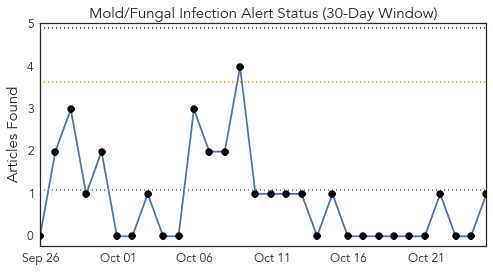 Mold/Fungal Infection Alert Status (30-Day Window)
Articles Found
5
4
3
2
1
0
Sep 26 Oct 01 Oct 06 Oct 11 Oct 16 Oct 21